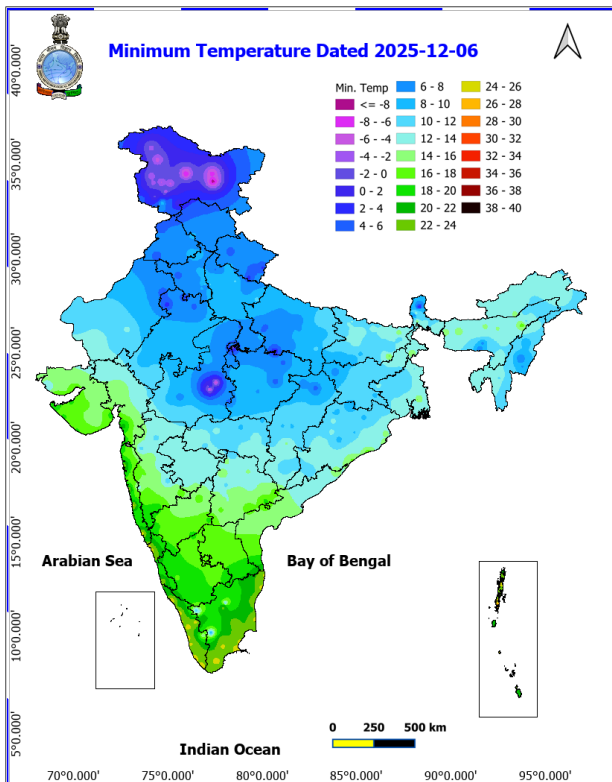 Minimum Temperature Dated 2025-12-06
Min. Temp
<= -8
-8 - -6
-6 - -4
-4 - -2
-2 - 0
0 - 2
2 - 4
4 - 6
6 - 8
8 - 10
10 - 12
12 - 14
14 - 16
16 - 18
18 - 20
20 - 22
22 - 24
24 - 26
26 - 28
28 - 30
30 - 32
32 - 34
34 - 36
36 - 38
38 - 40
40°0.000'
35°0.000'
30°0.000'
25°0.000'
20°0.000'
15°0.000'
10°0.000'
5°0.000'
Arabian Sea
Bay of Bengal
0 250 500 km
Indian Ocean
70°0.000' 75°0.000' 80°0.000' 85°0.000' 90°0.000' 95°0.000'